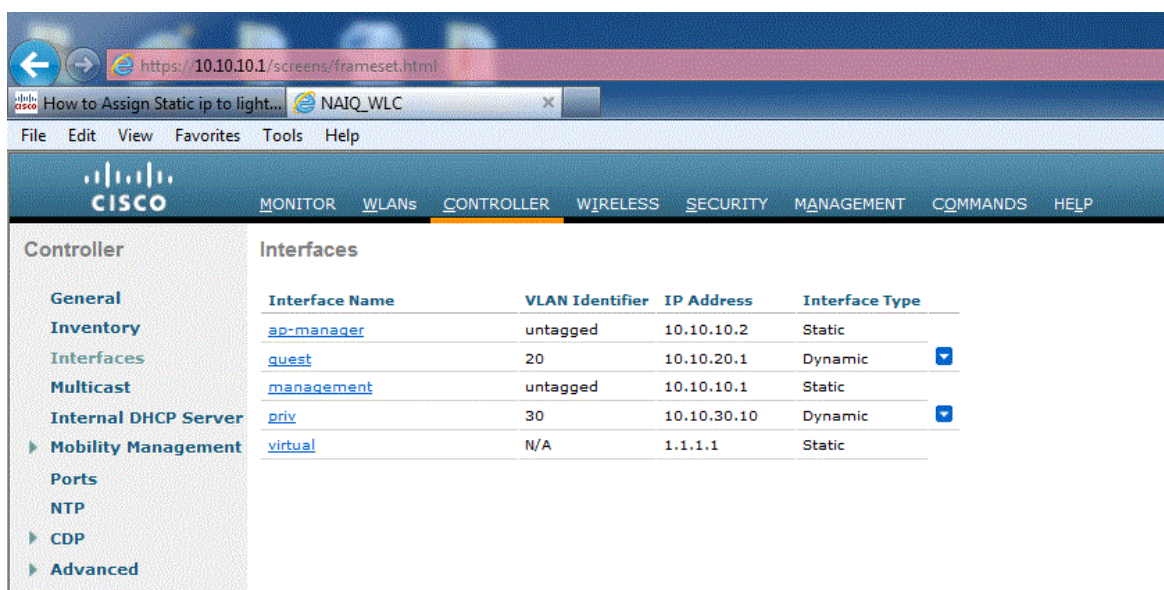 https://10.10.10.1/screens/frameset.html
How to Assign Static ip to light... NAIQ_WLC
File Edit View Favorites Tools Help
CISCO
MONITOR WLANs CONTROLLER WIRELESS SECURITY MANAGEMENT COMMANDS HELP
Controller
General
Inventory
Interfaces
Multicast
Internal DHCP Server
Mobility Management
Ports
NTP
CDP
Advanced
Interfaces
Interface Name VLAN Identifier IP Address Interface Type
ap-manager untagged 10.10.10.2 Static
guest 20 10.10.20.1 Dynamic
management untagged 10.10.10.1 Static
priv 30 10.10.30.10 Dynamic
virtual N/A 1.1.1.1 Static